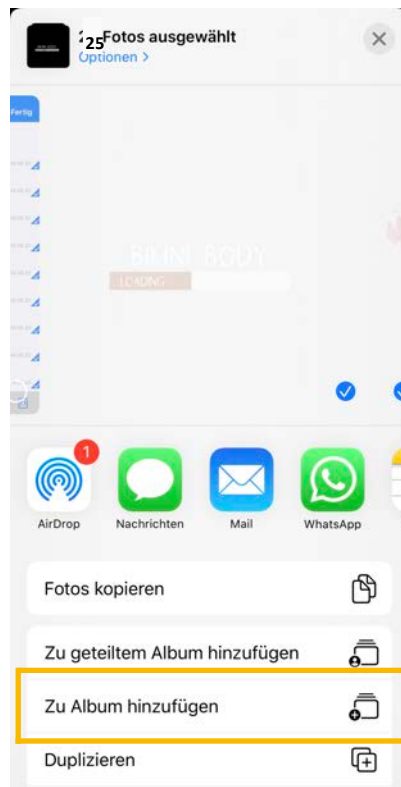 25 Fotos ausgewählt
Optionen >
Fertig
BIKINI BODY
LOADING
1
AirDrop
Nachrichten
Mail
WhatsApp
Fotos kopieren
Zu geteiltem Album hinzufügen
Zu Album hinzufügen
Duplizieren